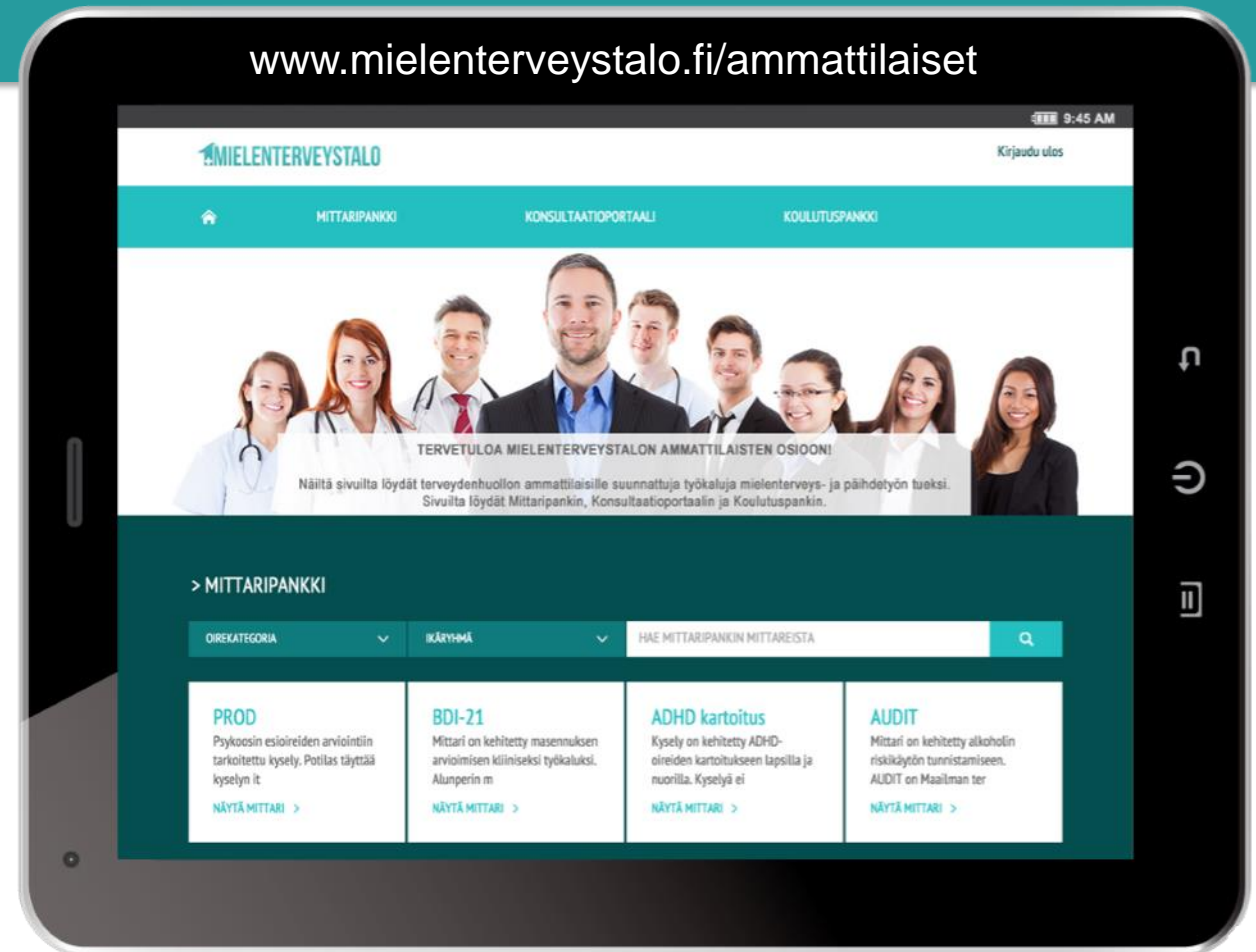 www.mielenterveystalo.fi/ammattilaiset
9:45 AM
MIELENTERVEYSTALO
Kirjaudu ulos
MITTARIPANKKI KONSULTAATIOPORTAALI KOULUTUSPANKKI
TERVETULOA MIELENTERVEYSTALON AMMATTILAISTEN OSIOON!
Näiltä sivuilta löydät terveydenhuollon ammattilaisille suunnattuja työkaluja mielenterveys- ja päihdetyön tueksi.
Sivuilta löydät Mittaripankin, Konsultaatioportaalin ja Koulutuspankin.
> MITTARIPANKKI
OIREKATEGORIA IKÄRYHMÄ HAE MITTARIPANKIN MITTAREISTA
PROD
Psykoosin esioireiden arviointiin
tarkoitettu kysely. Potilas täyttää
kyselyn it
NÄYTÄ MITTARI >
BDI-21
Mittari on kehitetty masennuksen
arvioimisen kliiniseksi työkaluksi.
Alunperin m
NÄYTÄ MITTARI >
ADHD kartoitus
Kysely on kehitetty ADHD-
oireiden kartoitukseen lapsilla ja
nuorilla. Kyselyä ei
NÄYTÄ MITTARI >
AUDIT
Mittari on kehitetty alkoholin
riskikäytön tunnistamiseen.
AUDIT on Maailman ter
NÄYTÄ MITTARI >